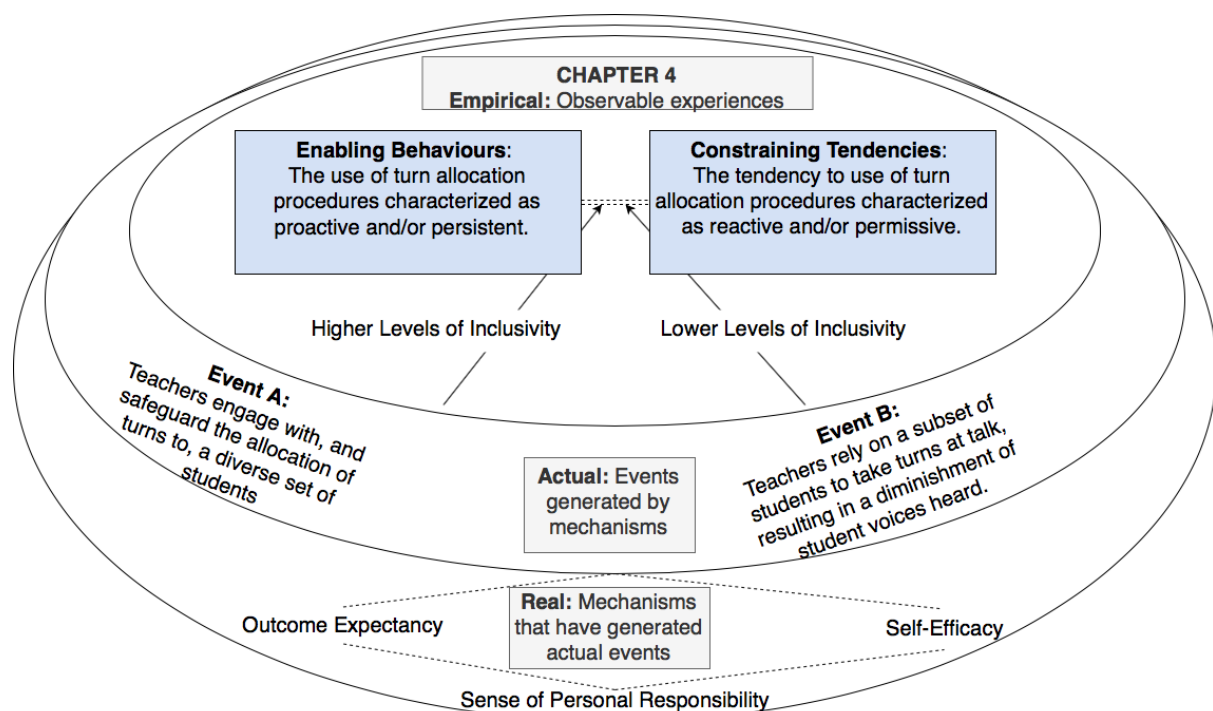 CHAPTER 4
Empirical: Observable experiences
Enabling Behaviours:
The use of turn allocation
procedures characterized as
proactive and/or persistent.
Constraining Tendencies:
The tendency to use of turn
allocation procedures characterized
as reactive and/or permissive.
Higher Levels of Inclusivity
Lower Levels of Inclusivity
Event A:
Teachers engage with, and
safeguard the allocation of
turns to, a diverse set of
students
Event B:
Teachers rely on a subset of
students to take turns at talk,
resulting in a diminishment of
student voices heard.
Actual: Events
generated by
mechanisms
Real: Mechanisms
that have generated
actual events
Outcome Expectancy
Self-Efficacy
Sense of Personal Responsibility